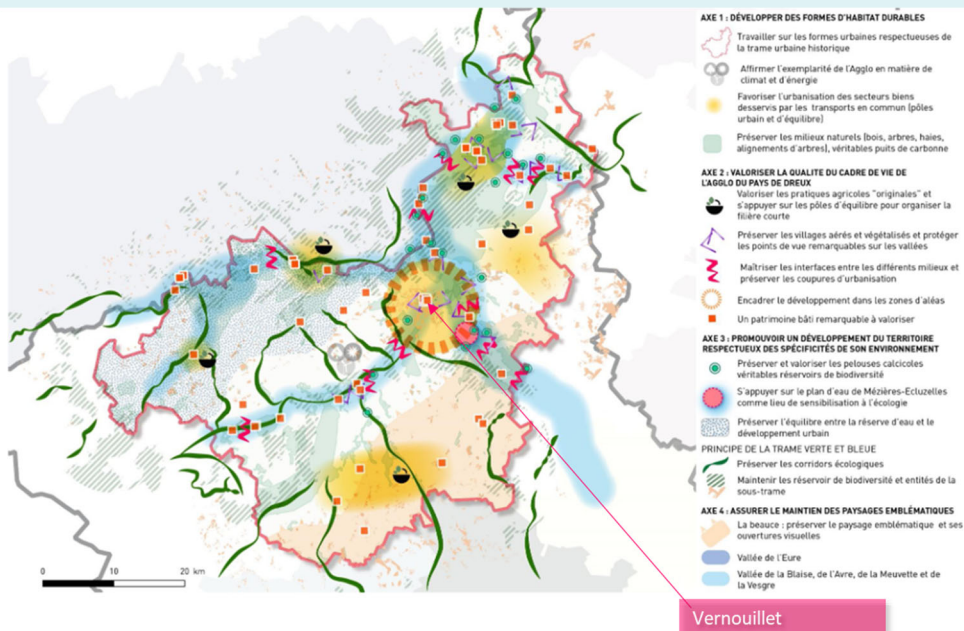 AXE 1 : DÉVELOPPER DES FORMES D'HABITAT DURABLES
Travailler sur les formes urbaines respectueuses de
la trame urbaine historique
Affirmer l'exemplarité de l'Agglo en matière de
climat et d'énergie
Favoriser l'urbanisation des secteurs biens
desservis par les transports en commun (pôles
urbain et d'équilibre)
Préserver les milieux naturels (bois, arbres, haies,
alignements d'arbres), véritables puits de carbonne
AXE 2 : VALORISER LA QUALITE DU CADRE DE VIE DE
L'AGGLO DU PAYS DE DREUX
Valoriser les pratiques agricoles "originales" et
s'appuyer sur les pôles d'équilibre pour organiser la
filière courte
Préserver les villages aérés et végétalisés et protéger
les points de vue remarquables sur les vallées
Maîtriser les interfaces entre les différents milieux et
préserver les coupures d'urbanisation
Encadrer le développement dans les zones d'aléas
Un patrimoine bâti remarquable à valoriser
AXE 3 : PROMOUVOIR UN DÉVELOPPEMENT DU TERRITOIRE
RESPECTUEUX DES SPÉCIFICITÉS DE SON ENVIRONNEMENT
Préserver et valoriser les pelouses calcicoles
véritables réservoirs de biodiversité
S'appuyer sur le plan d'eau de Mézières-Ecluzelles
comme lieu de sensibilisation à l'écologie
Préserver l'équilibre entre la réserve d'eau et le
développement urbain
PRINCIPE DE LA TRAME VERTE ET BLEUE
Préserver les corridors écologiques
Maintenir les réservoir de biodiversité et entités de la
sous-trame
AXE 4 : ASSURER LE MAINTIEN DES PAYSAGES EMBLÉMATIQUES
La beauce : préserver le paysage emblématique et ses
ouvertures visuelles
Vallée de l'Eure
Vallée de la Blaise, de l'Avre, de la Meuvette et de
la Vesgre
0 10 20 km
Vernouillet